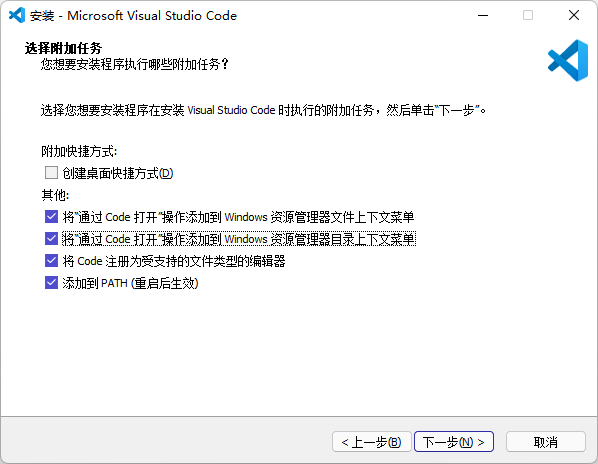 安装 - Microsoft Visual Studio Code
选择附加任务
您想要安装程序执行哪些附加任务？
选择您想要安装程序在安装 Visual Studio Code 时执行的附加任务，然后单击“下一步”。
附加快捷方式:
创建桌面快捷方式(D)
其他:
将“通过 Code 打开”操作添加到 Windows 资源管理器文件上下文菜单
将“通过 Code 打开”操作添加到 Windows 资源管理器目录上下文菜单
将 Code 注册为受支持的文件类型的编辑器
添加到 PATH (重启后生效)
< 上一步(B) 下一步(N) > 取消